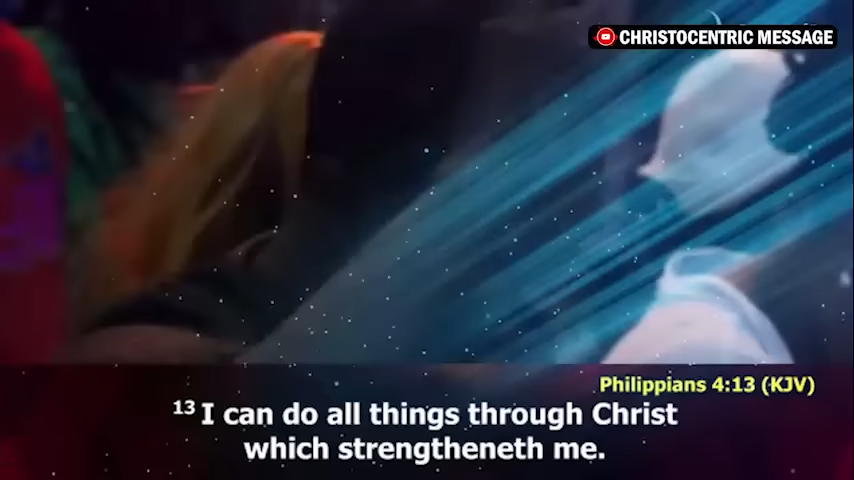 CHRISTOCENTRIC MESSAGE
Philippians 4:13 (KJV)
13 I can do all things through Christ
which strengtheneth me.